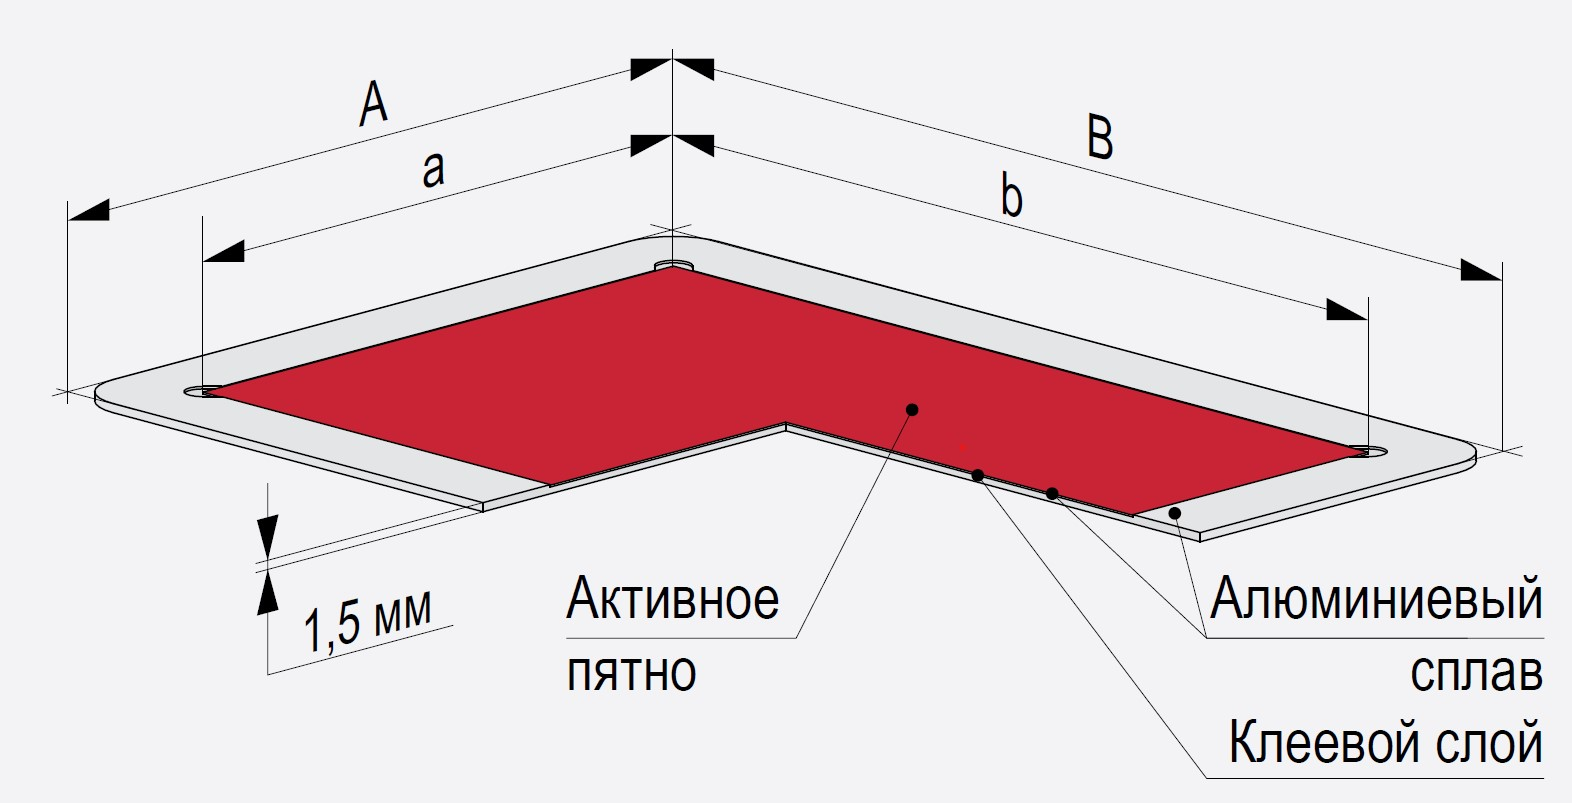 A
B
a
b
1,5 мм
Активное
пятно
Алюминиевый
сплав
Клеевой слой